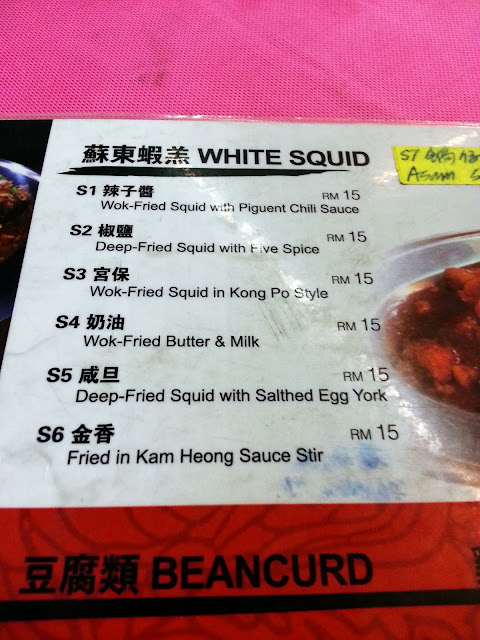 蘇東蝦羔 WHITE SQUID
S1 辣子醬 RM 15
Wok-Fried Squid with Piguent Chili Sauce
S2 椒鹽 RM 15
Deep-Fried Squid with Five Spice
S3 宮保 RM 15
Wok-Fried Squid in Kong Po Style
S4 奶油 RM 15
Wok-Fried Butter & Milk
S5 咸旦 RM 15
Deep-Fried Squid with Salthed Egg York
S6 金香 RM 15
Fried in Kam Heong Sauce Stir
S7
Asam
豆腐類 BEANCURD